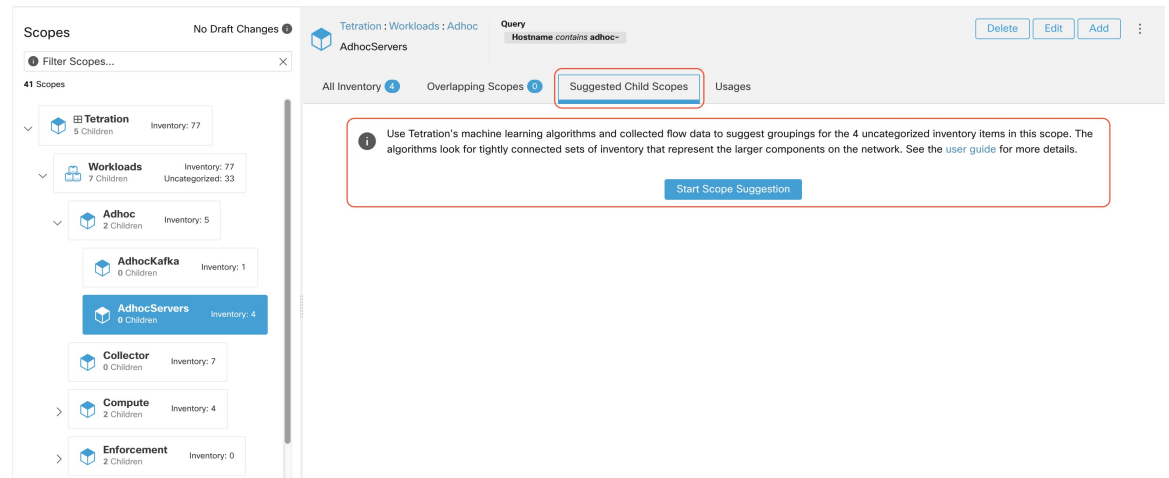 Scopes
No Draft Changes
Filter Scopes...
41 Scopes
Tetration
5 Children
Inventory: 77
Workloads
7 Children
Inventory: 77
Uncategorized: 33
Adhoc
2 Children
Inventory: 5
AdhocKafka
0 Children
Inventory: 1
AdhocServers
0 Children
Inventory: 4
Collector
0 Children
Inventory: 7
Compute
2 Children
Inventory: 4
Enforcement
2 Children
Inventory: 0
Tetration : Workloads : Adhoc
AdhocServers
Query
Hostname contains adhoc-
Delete
Edit
Add
All Inventory 4
Overlapping Scopes 0
Suggested Child Scopes
Usages
Use Tetration's machine learning algorithms and collected flow data to suggest groupings for the 4 uncategorized inventory items in this scope. The
algorithms look for tightly connected sets of inventory that represent the larger components on the network. See the user guide for more details.
Start Scope Suggestion